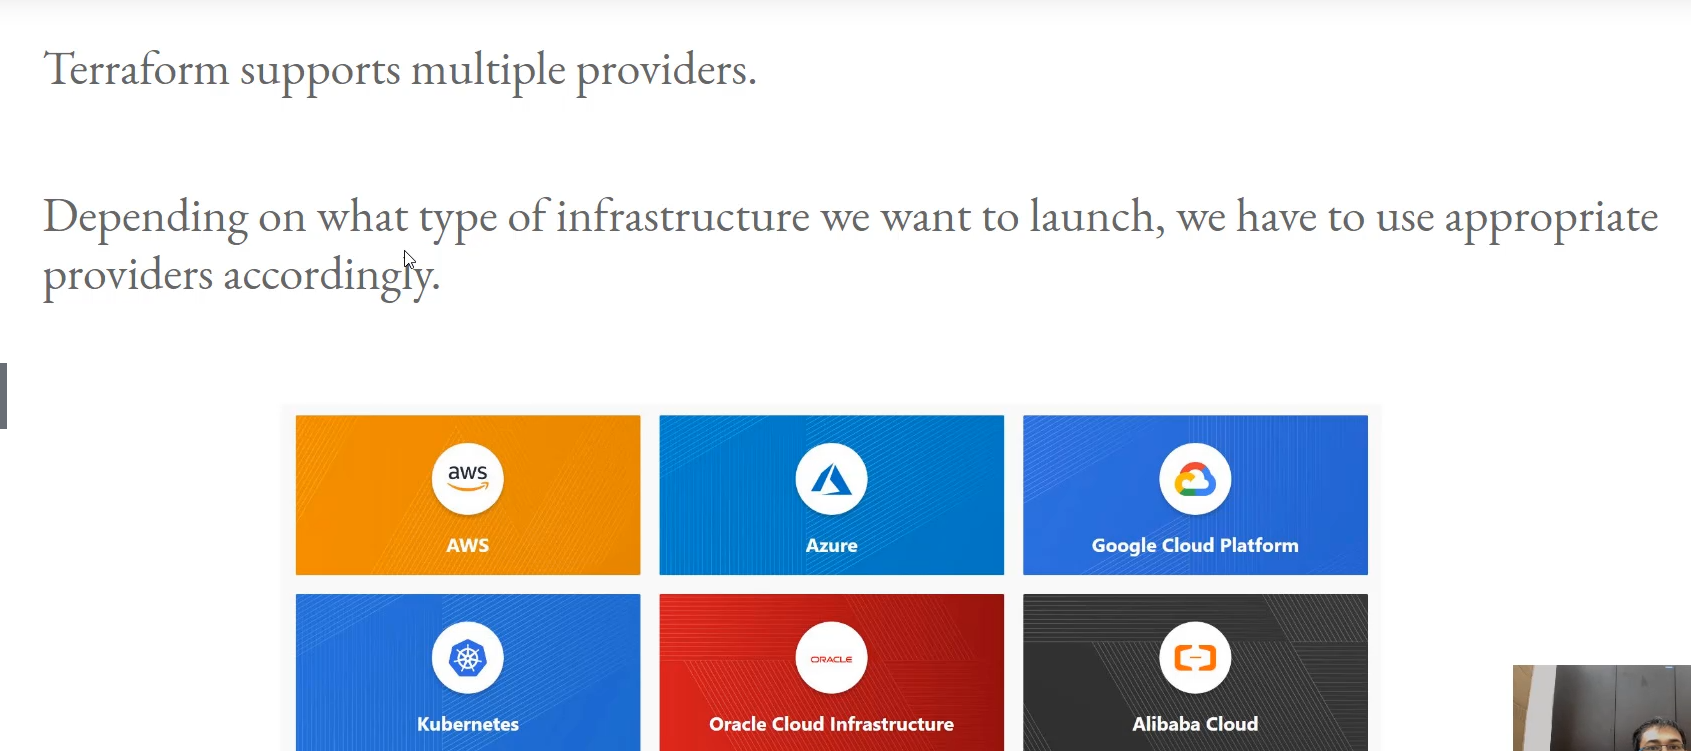 Terraform supports multiple providers.
Depending on what type of infrastructure we want to launch, we have to use appropriate
providers accordingly.
aws
AWS
Azure
Google Cloud Platform
Kubernetes
ORACLE
Oracle Cloud Infrastructure
Alibaba Cloud